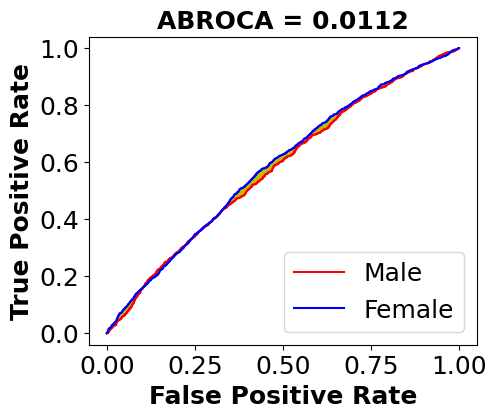 ABROCA = 0.0112
True Positive Rate
1.0
0.8
0.6
0.4
0.2
0.0
0.00 0.25 0.50 0.75 1.00
False Positive Rate
Male
Female